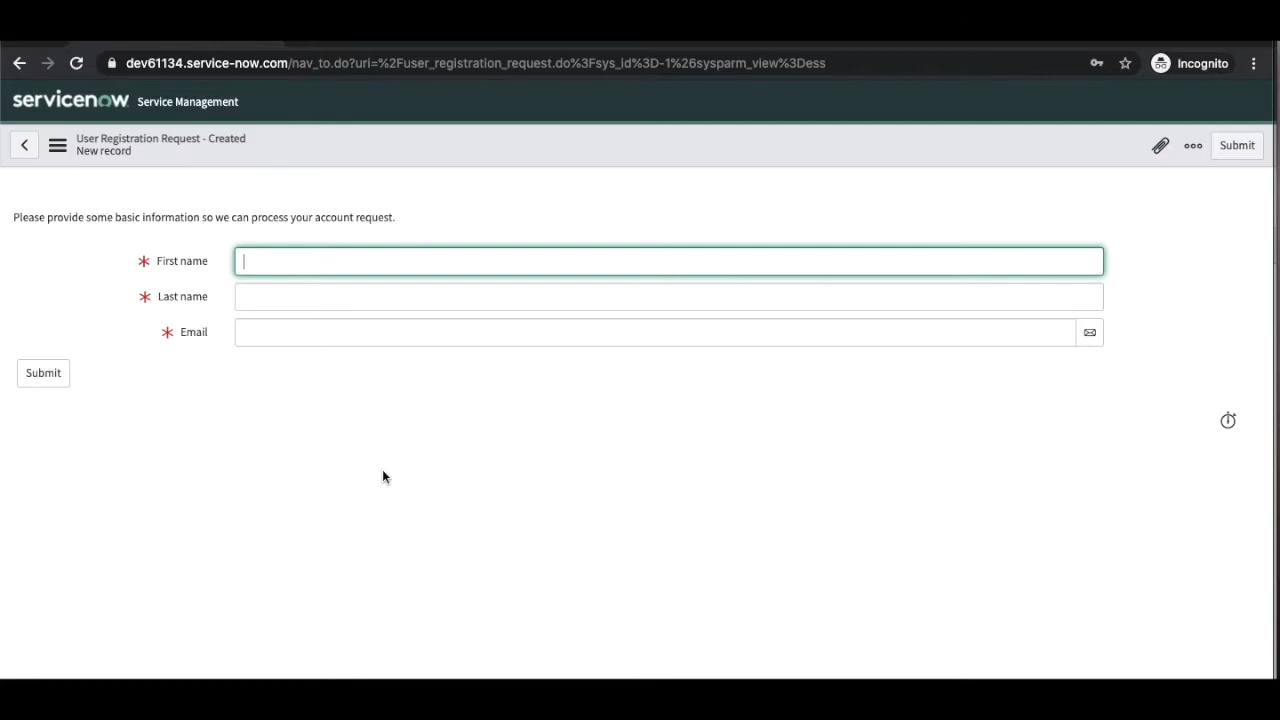 dev61134.service-now.com/nav_to.do?uri=%2Fuser_registration_request.do%3Fsys_id%3D-1%26sysparm_view%3Dess
Incognito
servicenow Service Management
User Registration Request - Created
New record
Submit
Please provide some basic information so we can process your account request.
First name
Last name
Email
Submit